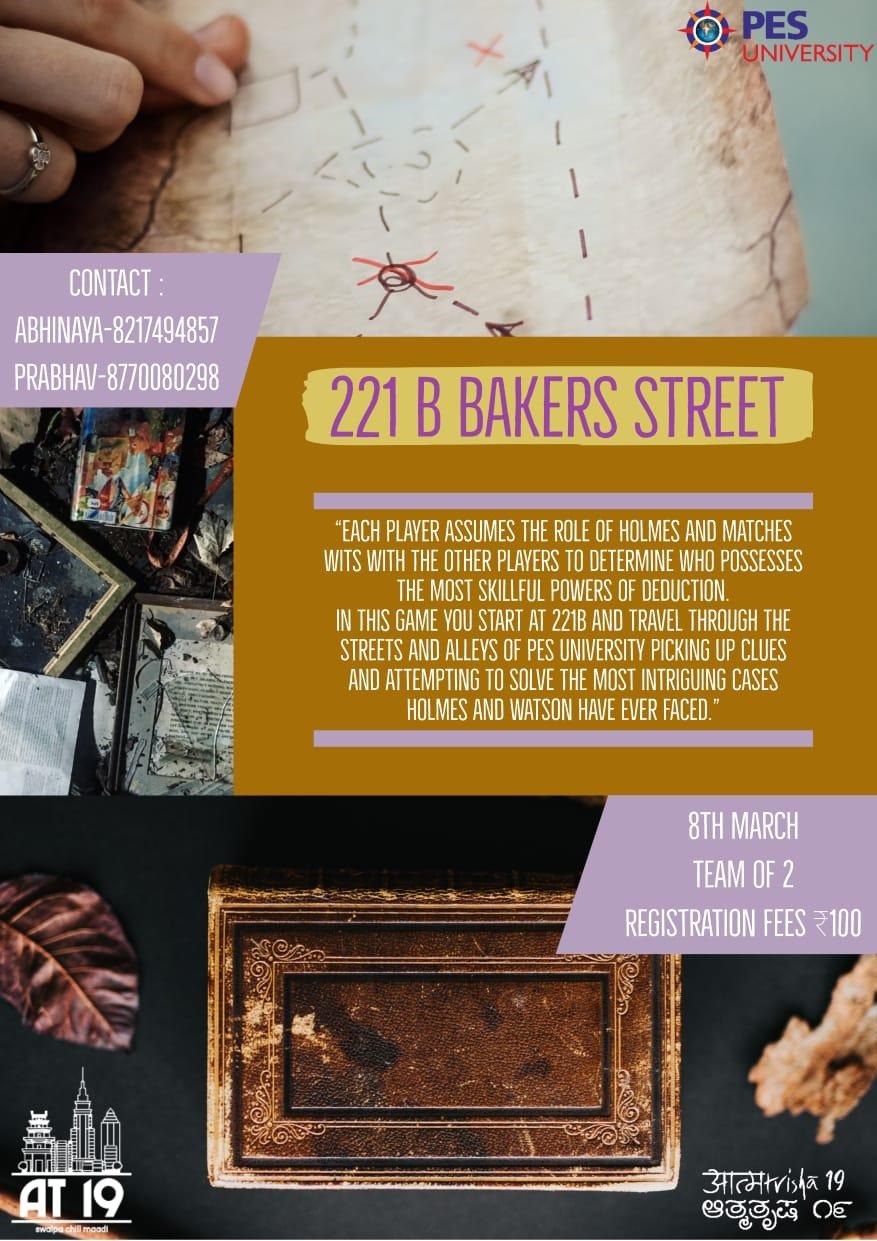 PES
UNIVERSITY
CONTACT :
ABHINAYA-8217494857
PRABHAV-8770080298
221 B BAKERS STREET
“EACH PLAYER ASSUMES THE ROLE OF HOLMES AND MATCHES
WITS WITH THE OTHER PLAYERS TO DETERMINE WHO POSSESSES
THE MOST SKILLFUL POWERS OF DEDUCTION.
IN THIS GAME YOU START AT 221B AND TRAVEL THROUGH THE
STREETS AND ALLEYS OF PES UNIVERSITY PICKING UP CLUES
AND ATTEMPTING TO SOLVE THE MOST INTRIGUING CASES
HOLMES AND WATSON HAVE EVER FACED.”
8TH MARCH
TEAM OF 2
REGISTRATION FEES ₹100
AT 19
swalpa chill maadi
आत्मtrisha 19
ಆತ್ಮತೃಷ ೧೯